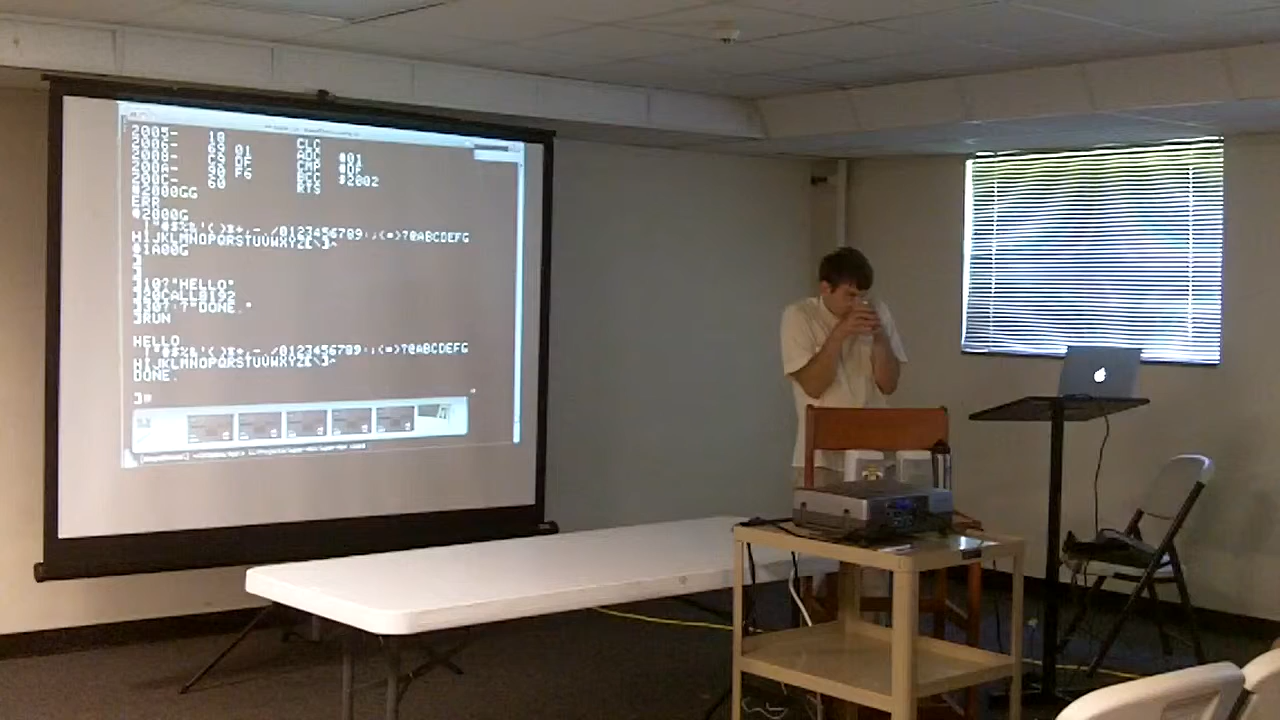 2005- 18 CLC
2006- 69 01 ADC #01
2008- C9 DF CMP #DF
200A- 90 F6 BCC $2002
200C- 60 RTS
@2000GG
ERR
@2000G
!"#$%&'()*+,-./0123456789:;<=>?@ABCDEFG
HIJKLMNOPQRSTUVWXYZ[\]^
@1A00G
]
]
]10?"HELLO"
]20CALL8192
]30?:?"DONE."
]RUN
HELLO
!"#$%&'()*+,-./0123456789:;<=>?@ABCDEFG
HIJKLMNOPQRSTUVWXYZ[\]^
DONE.
]